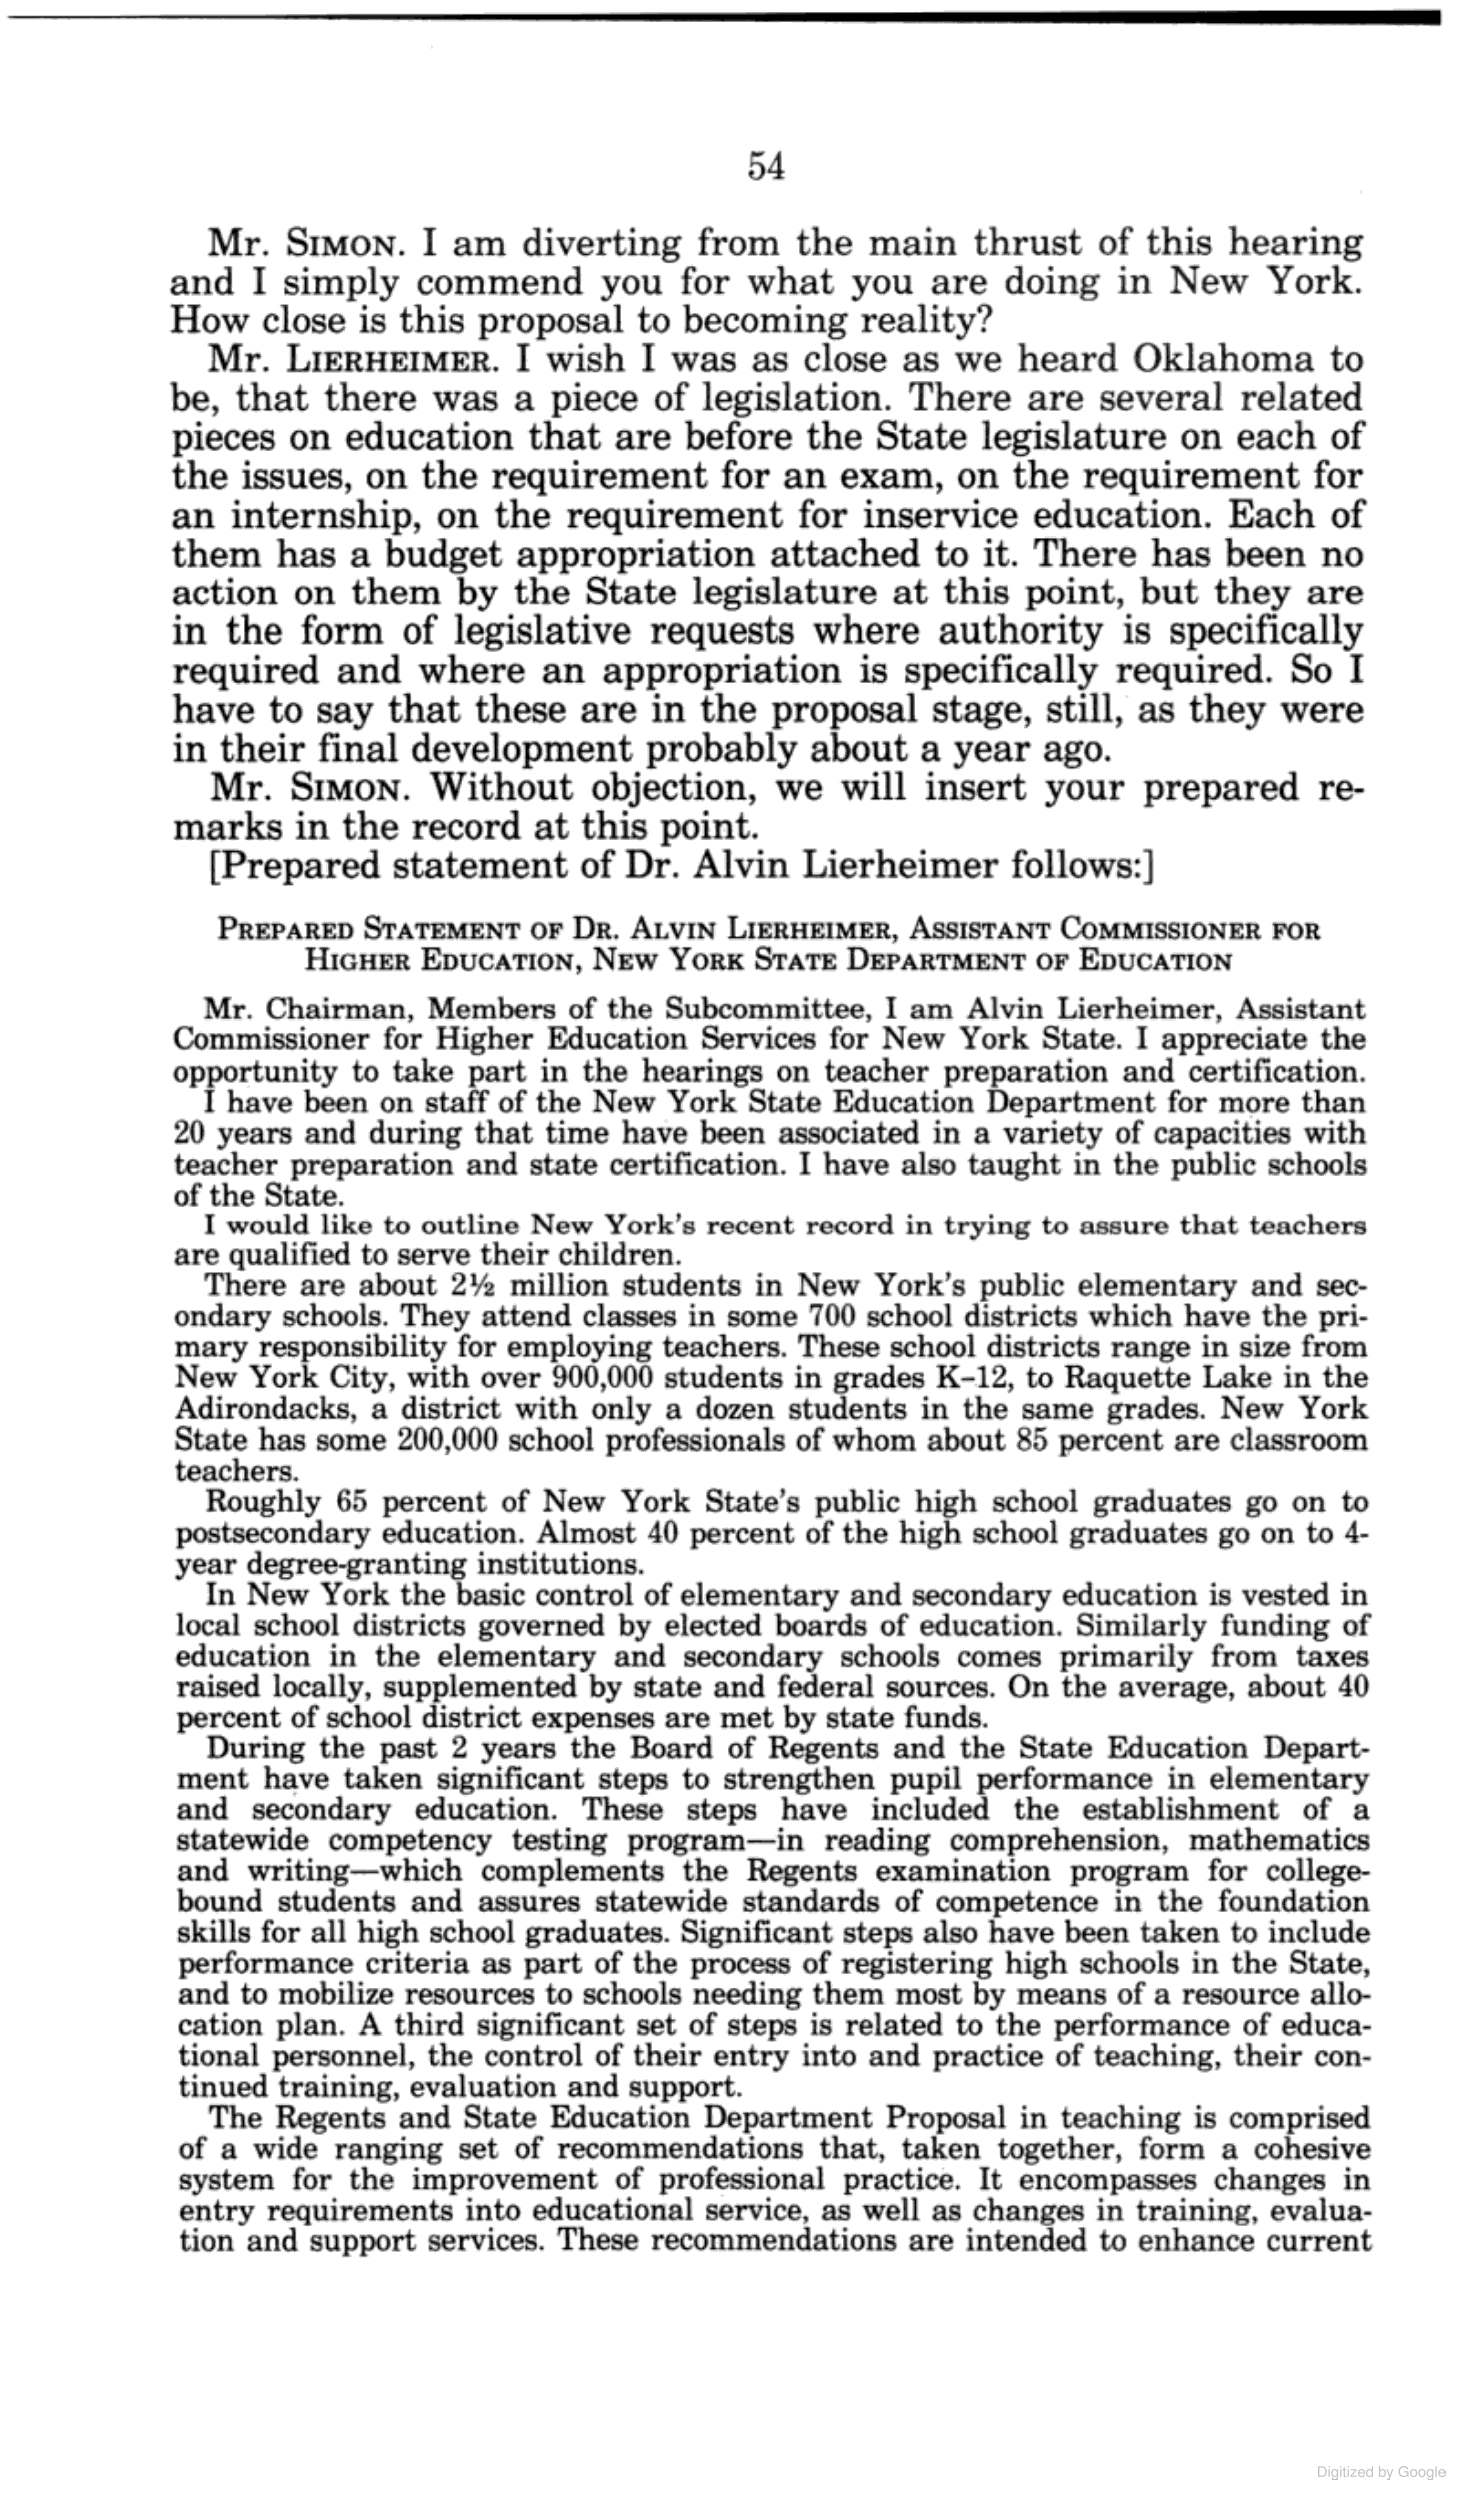 54
Mr. SIMON. I am diverting from the main thrust of this hearing
and I simply commend you for what you are doing in New York.
How close is this proposal to becoming reality?
Mr. LIERHEIMER. I wish I was as close as we heard Oklahoma to
be, that there was a piece of legislation. There are several related
pieces on education that are before the State legislature on each of
the issues, on the requirement for an exam, on the requirement for
an internship, on the requirement for inservice education. Each of
them has a budget appropriation attached to it. There has been no
action on them by the State legislature at this point, but they are
in the form of legislative requests where authority is specifically
required and where an appropriation is specifically required. So I
have to say that these are in the proposal stage, still, as they were
in their final development probably about a year ago.
Mr. SIMON. Without objection, we will insert your prepared re-
marks in the record at this point.
[Prepared statement of Dr. Alvin Lierheimer follows:]
PREPARED STATEMENT OF DR. ALVIN LIERHEIMER, ASSISTANT COMMISSIONER FOR
HIGHER EDUCATION, NEW YORK STATE DEPARTMENT OF EDUCATION
Mr. Chairman, Members of the Subcommittee, I am Alvin Lierheimer, Assistant
Commissioner for Higher Education Services for New York State. I appreciate the
opportunity to take part in the hearings on teacher preparation and certification.
I have been on staff of the New York State Education Department for more than
20 years and during that time have been associated in a variety of capacities with
teacher preparation and state certification. I have also taught in the public schools
of the State.
I would like to outline New York's recent record in trying to assure that teachers
are qualified to serve their children.
There are about 2½ million students in New York's public elementary and sec-
ondary schools. They attend classes in some 700 school districts which have the pri-
mary responsibility for employing teachers. These school districts range in size from
New York City, with over 900,000 students in grades K–12, to Raquette Lake in the
Adirondacks, a district with only a dozen students in the same grades. New York
State has some 200,000 school professionals of whom about 85 percent are classroom
teachers.
Roughly 65 percent of New York State's public high school graduates go on to
postsecondary education. Almost 40 percent of the high school graduates go on to 4-
year degree-granting institutions.
In New York the basic control of elementary and secondary education is vested in
local school districts governed by elected boards of education. Similarly funding of
education in the elementary and secondary schools comes primarily from taxes
raised locally, supplemented by state and federal sources. On the average, about 40
percent of school district expenses are met by state funds.
During the past 2 years the Board of Regents and the State Education Depart-
ment have taken significant steps to strengthen pupil performance in elementary
and secondary education. These steps have included the establishment of a
statewide competency testing program—in reading comprehension, mathematics
and writing—which complements the Regents examination program for college-
bound students and assures statewide standards of competence in the foundation
skills for all high school graduates. Significant steps also have been taken to include
performance criteria as part of the process of registering high schools in the State,
and to mobilize resources to schools needing them most by means of a resource allo-
cation plan. A third significant set of steps is related to the performance of educa-
tional personnel, the control of their entry into and practice of teaching, their con-
tinued training, evaluation and support.
The Regents and State Education Department Proposal in teaching is comprised
of a wide ranging set of recommendations that, taken together, form a cohesive
system for the improvement of professional practice. It encompasses changes in
entry requirements into educational service, as well as changes in training, evalua-
tion and support services. These recommendations are intended to enhance current
Digitized by Google